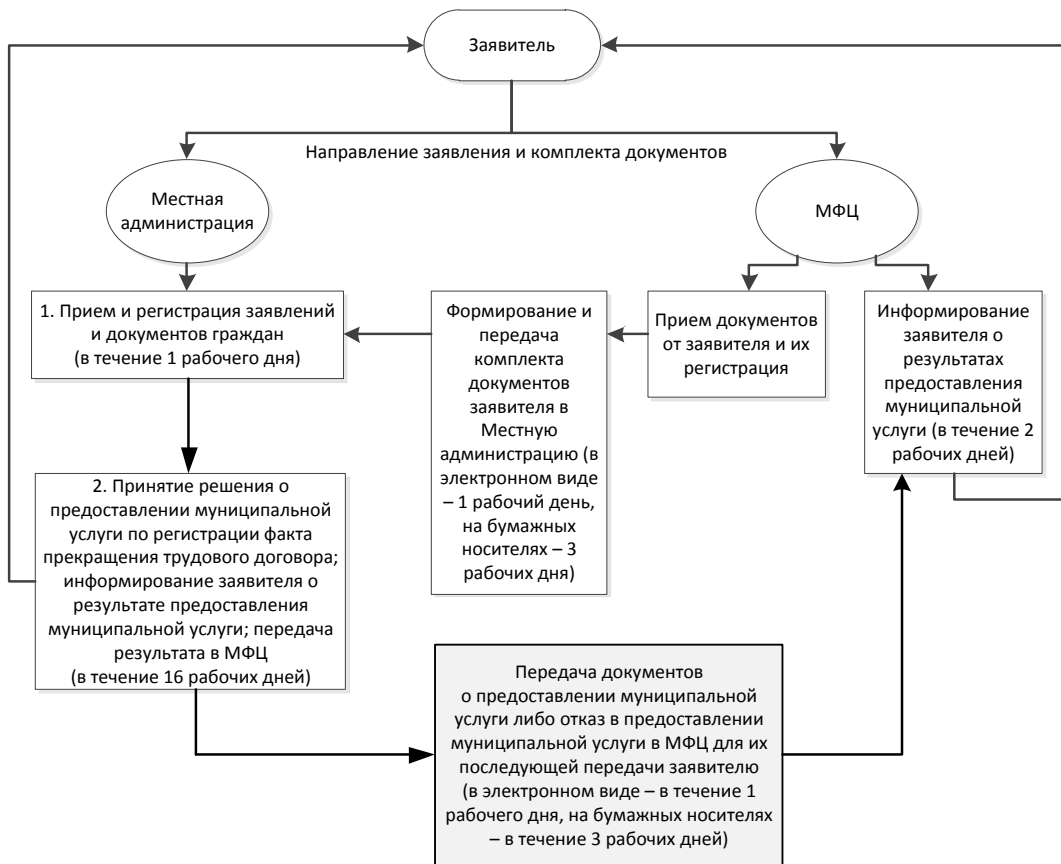 Заявитель
Направление заявления и комплекта документов
Местная
администрация
МФЦ
1. Прием и регистрация заявлений
и документов граждан
(в течение 1 рабочего дня)
Формирование и
передача
комплекта
документов
заявителя в
Местную
администрацию (в
электронном виде
– 1 рабочий день,
на бумажных
носителях – 3
рабочих дня)
Прием документов
от заявителя и их
регистрация
Информирование
заявителя о
результатах
предоставления
муниципальной
услуги (в течение 2
рабочих дней)
2. Принятие решения о
предоставлении муниципальной
услуги по регистрации факта
прекращения трудового договора;
информирование заявителя о
результате предоставления
муниципальной услуги; передача
результата в МФЦ
(в течение 16 рабочих дней)
Передача документов
о предоставлении муниципальной
услуги либо отказ в предоставлении
муниципальной услуги в МФЦ для их
последующей передачи заявителю
(в электронном виде – в течение 1
рабочего дня, на бумажных носителях
– в течение 3 рабочих дней)